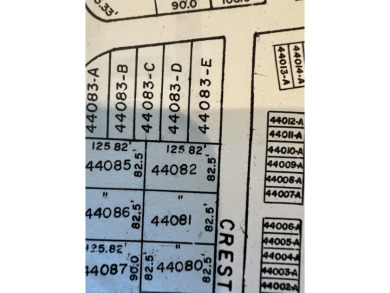 90.0
44083-A
44083-B
44083-C
44083-D
44083-E
44013-A
44014-A
125.82'
125.82'
44085
82.5'
44082
82.5'
"
"
44086
82.5'
44081
82.5'
125.82'
"
44087
90.0'
82.5'
44080
82.5'
CREST
44012-A
44011-A
44010-A
44009-A
44008-A
44007-A
44006-A
44005-A
44004-A
44003-A
44002-A